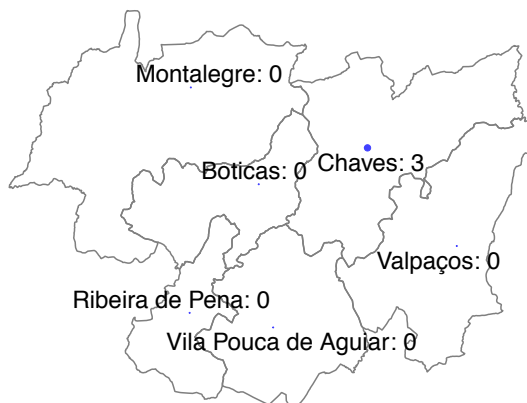 Montalegre: 0
Boticas: 0
Chaves: 3
Valpaços: 0
Ribeira de Pena: 0
Vila Pouca de Aguiar: 0